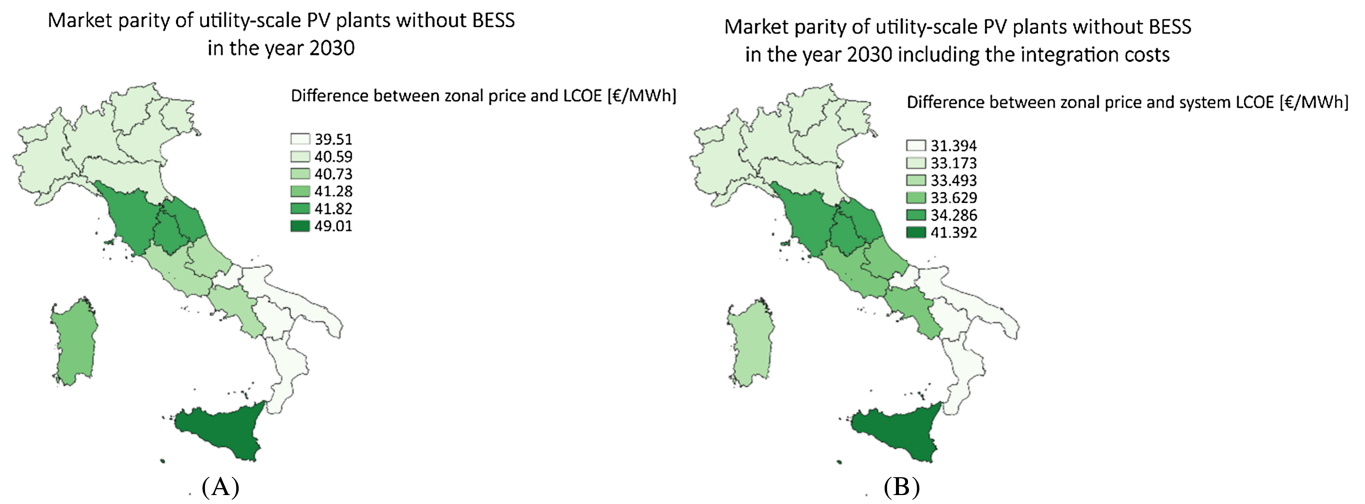 Market parity of utility-scale PV plants without BESS
in the year 2030
Difference between zonal price and LCOE [€/MWh]
39.51
40.59
40.73
41.28
41.82
49.01
(A)
Market parity of utility-scale PV plants without BESS
in the year 2030 including the integration costs
Difference between zonal price and system LCOE [€/MWh]
31.394
33.173
33.493
33.629
34.286
41.392
(B)